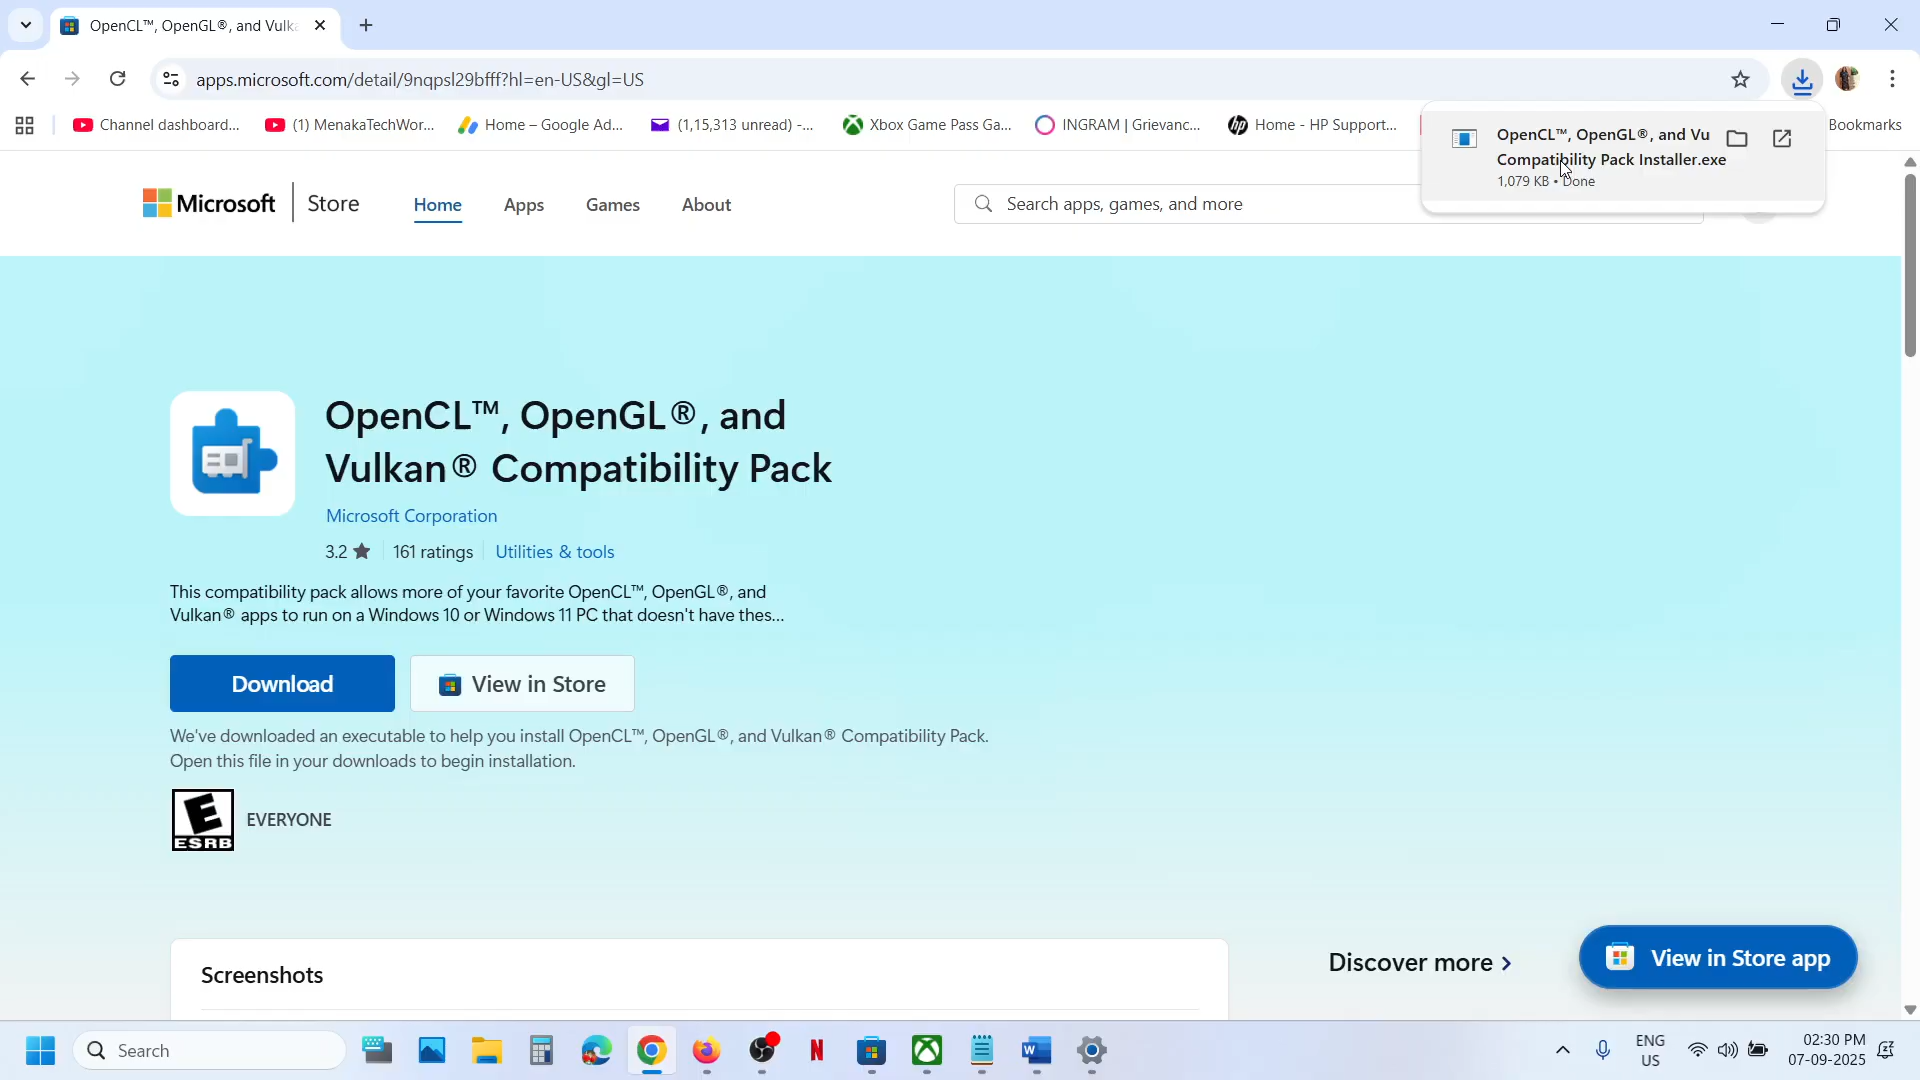 OpenCL™, OpenGL®, and Vulka
apps.microsoft.com/detail/9nqpsl29bfff?hl=en-US&gl=US
Channel dashboard...
(1) MenakaTechWor...
Home – Google Ad...
(1,15,313 unread) -...
Xbox Game Pass Ga...
INGRAM | Grievanc...
Home - HP Support...
Bookmarks
OpenCL™, OpenGL®, and Vu
Compatibility Pack Installer.exe
1,079 KB • Done
Microsoft
Store
Home
Apps
Games
About
Search apps, games, and more
OpenCL™, OpenGL®, and
Vulkan® Compatibility Pack
Microsoft Corporation
3.2 ★
161 ratings
Utilities & tools
This compatibility pack allows more of your favorite OpenCL™, OpenGL®, and
Vulkan® apps to run on a Windows 10 or Windows 11 PC that doesn't have thes...
Download
View in Store
We've downloaded an executable to help you install OpenCL™, OpenGL®, and Vulkan® Compatibility Pack.
Open this file in your downloads to begin installation.
E
ESRB
EVERYONE
Screenshots
Discover more >
View in Store app
Search
ENG
US
02:30 PM
07-09-2025